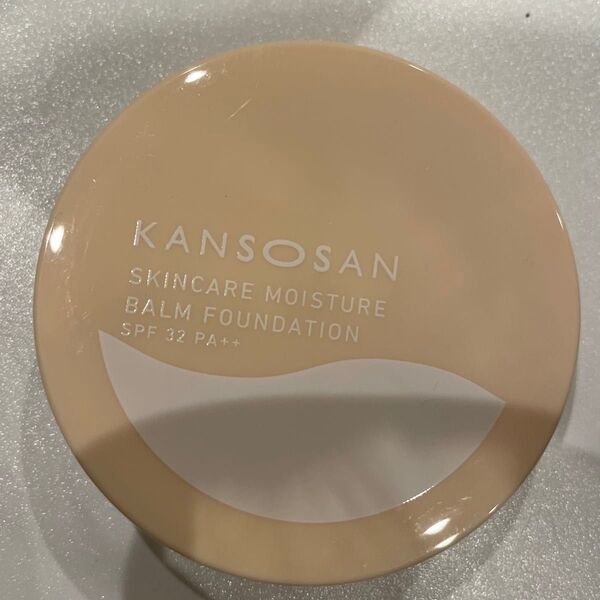 KANSOSAN
SKINCARE MOISTURE
BALM FOUNDATION
SPF 32 PA++